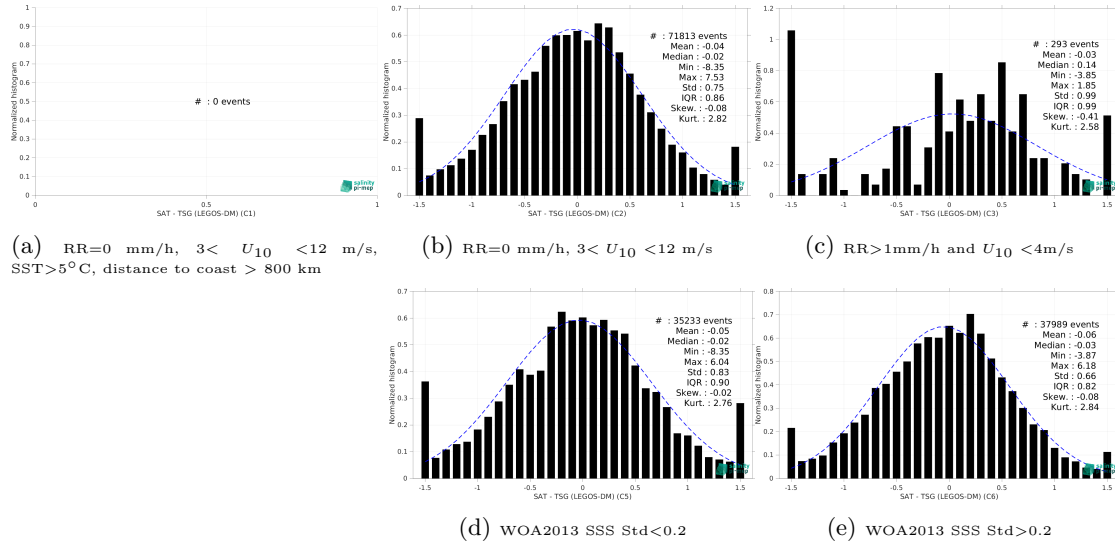 1
0.9
0.8
0.7
0.6
0.5
0.4
0.3
0.2
0.1
0
Normalized histogram
# : 0 events
salinity
pi-mep
0 0.5 1
SAT - TSG (LEGOS-DM) (C1)
(a) RR=0 mm/h, 3< U10 <12 m/s,
SST>5°C, distance to coast > 800 km
0.7
0.6
0.5
0.4
0.3
0.2
0.1
0
Normalized histogram
# : 71813 events
Mean : -0.04
Median : -0.02
Min : -8.35
Max : 7.53
Std : 0.75
IQR : 0.86
Skew. : -0.08
Kurt. : 2.82
salinity
pi-mep
-1.5 -1 -0.5 0 0.5 1 1.5
SAT - TSG (LEGOS-DM) (C2)
(b) RR=0 mm/h, 3< U10 <12 m/s
1.2
1
0.8
0.6
0.4
0.2
0
Normalized histogram
# : 293 events
Mean : -0.03
Median : 0.14
Min : -3.85
Max : 1.85
Std : 0.99
IQR : 0.99
Skew. : -0.41
Kurt. : 2.58
salinity
pi-mep
-1.5 -1 -0.5 0 0.5 1 1.5
SAT - TSG (LEGOS-DM) (C3)
(c) RR>1mm/h and U10 <4m/s
0.7
0.6
0.5
0.4
0.3
0.2
0.1
0
Normalized histogram
# : 35233 events
Mean : -0.05
Median : -0.02
Min : -8.35
Max : 6.04
Std : 0.83
IQR : 0.90
Skew. : -0.02
Kurt. : 2.76
salinity
pi-mep
-1.5 -1 -0.5 0 0.5 1 1.5
SAT - TSG (LEGOS-DM) (C5)
(d) WOA2013 SSS Std<0.2
0.8
0.7
0.6
0.5
0.4
0.3
0.2
0.1
0
Normalized histogram
# : 37989 events
Mean : -0.06
Median : -0.03
Min : -3.87
Max : 6.18
Std : 0.66
IQR : 0.82
Skew. : -0.08
Kurt. : 2.84
salinity
pi-mep
-1.5 -1 -0.5 0 0.5 1 1.5
SAT - TSG (LEGOS-DM) (C6)
(e) WOA2013 SSS Std>0.2